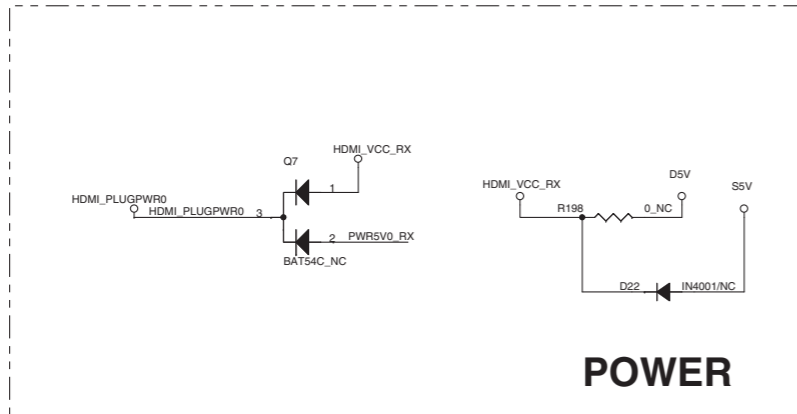 Q7
HDMI_VCC_RX
1
HDMI_PLUGPWR0
HDMI_PLUGPWR0
3
2
PWR5V0_RX
BAT54C_NC
HDMI_VCC_RX
D5V
S5V
R198
0_NC
D22
IN4001/NC
POWER